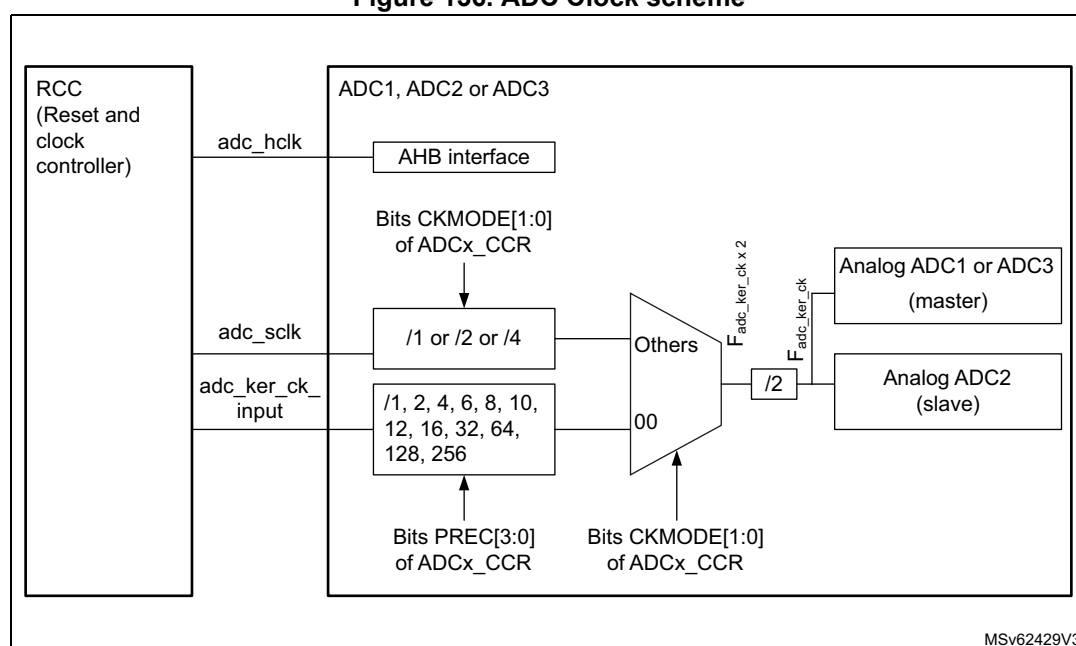 Figure 136. ADC Clock scheme
RCC
(Reset and
clock
controller)
adc_hclk
adc_sclk
adc_ker_ck_
input
ADC1, ADC2 or ADC3
AHB interface
Bits CKMODE[1:0]
of ADCx_CCR
/1 or /2 or /4
/1, 2, 4, 6, 8, 10,
12, 16, 32, 64,
128, 256
Bits PREC[3:0]
of ADCx_CCR
Others
00
Bits CKMODE[1:0]
of ADCx_CCR
Fadc_ker_ck x 2
/2
Fadc_ker_ck
Analog ADC1 or ADC3
(master)
Analog ADC2
(slave)
MSv62429V3